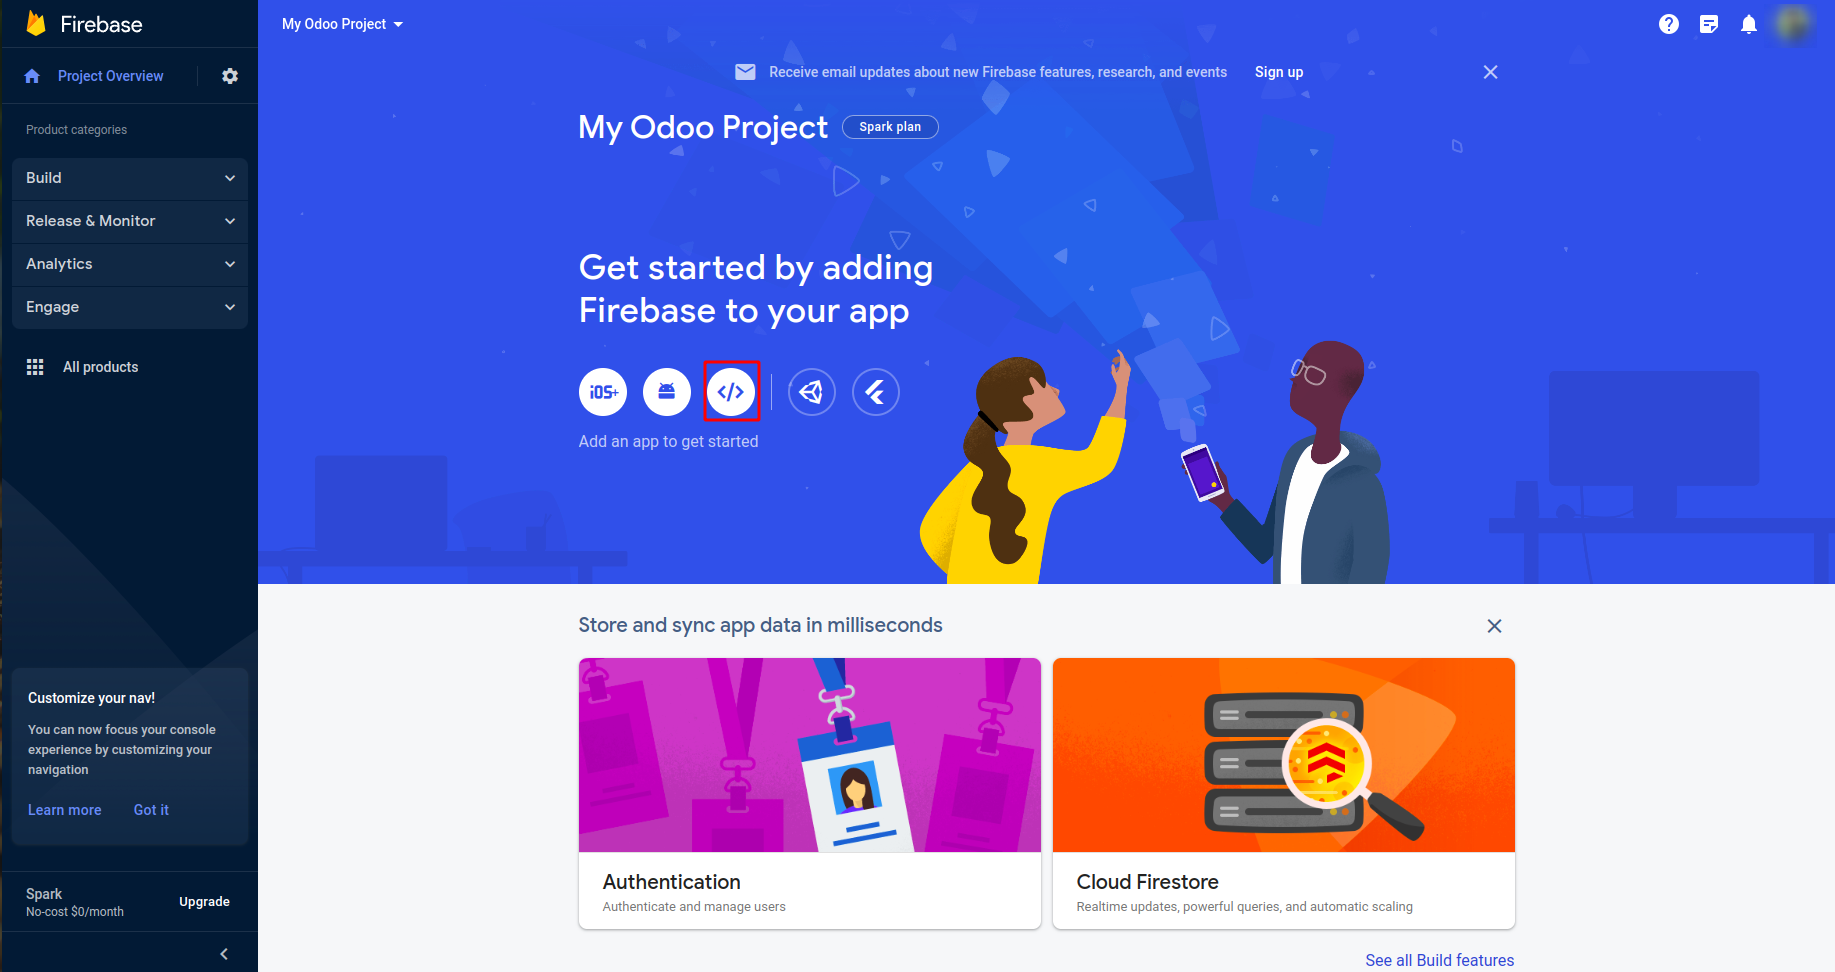 Firebase
Project Overview
Product categories
Build
Release & Monitor
Analytics
Engage
All products
Customize your nav!
You can now focus your console
experience by customizing your
navigation
Learn more Got it
Spark
No-cost $0/month
Upgrade
My Odoo Project
Receive email updates about new Firebase features, research, and events Sign up
My Odoo Project Spark plan
Get started by adding
Firebase to your app
iOS+ </>
Add an app to get started
Store and sync app data in milliseconds
Authentication
Authenticate and manage users
Cloud Firestore
Realtime updates, powerful queries, and automatic scaling
See all Build features